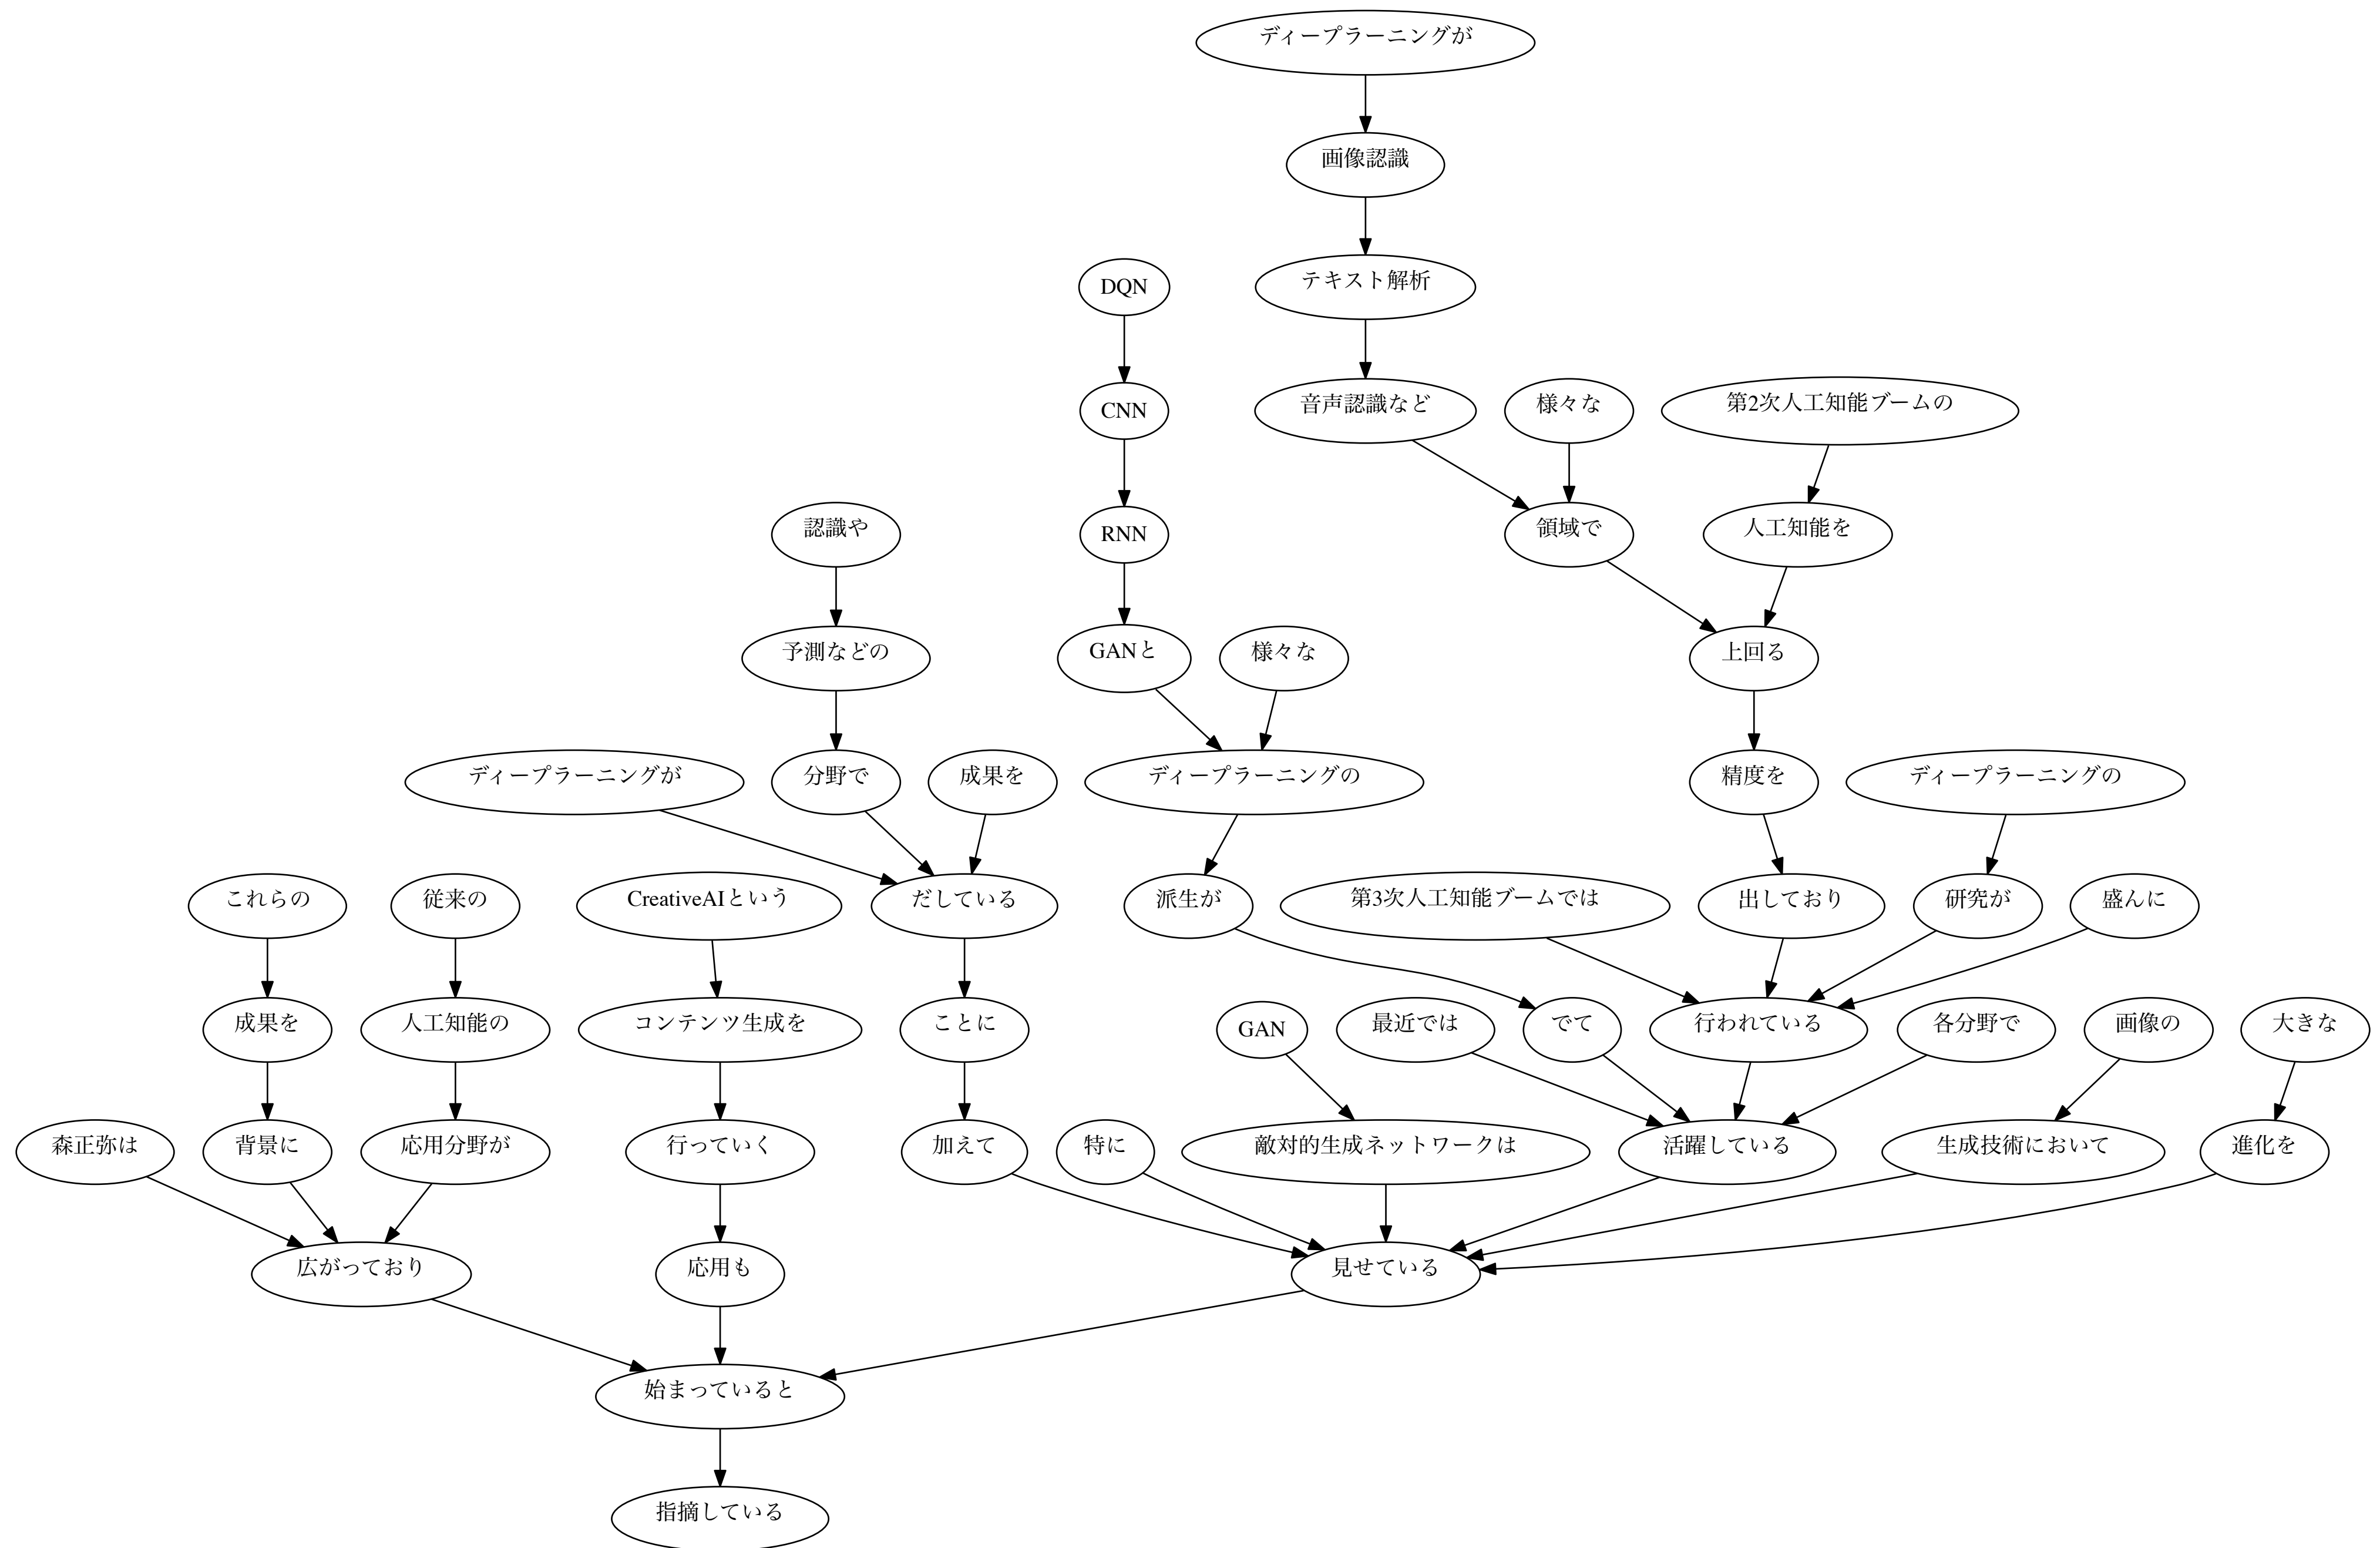 ディープラーニングが
画像認識
DQN
テキスト解析
CNN
音声認識など
様々な
第2次人工知能ブームの
認識や
RNN
領域で
人工知能を
予測などの
GANと
様々な
上回る
ディープラーニングが
分野で
成果を
ディープラーニングの
精度を
ディープラーニングの
これらの
従来の
CreativeAIという
だしている
派生が
第3次人工知能ブームでは
出しており
研究が
盛んに
成果を
人工知能の
コンテンツ生成を
ことに
GAN
最近では
でて
行われている
各分野で
画像の
大きな
森正弥は
背景に
応用分野が
行っていく
加えて
特に
敵対的生成ネットワークは
活躍している
生成技術において
進化を
広がっており
応用も
見せている
始まっていると
指摘している